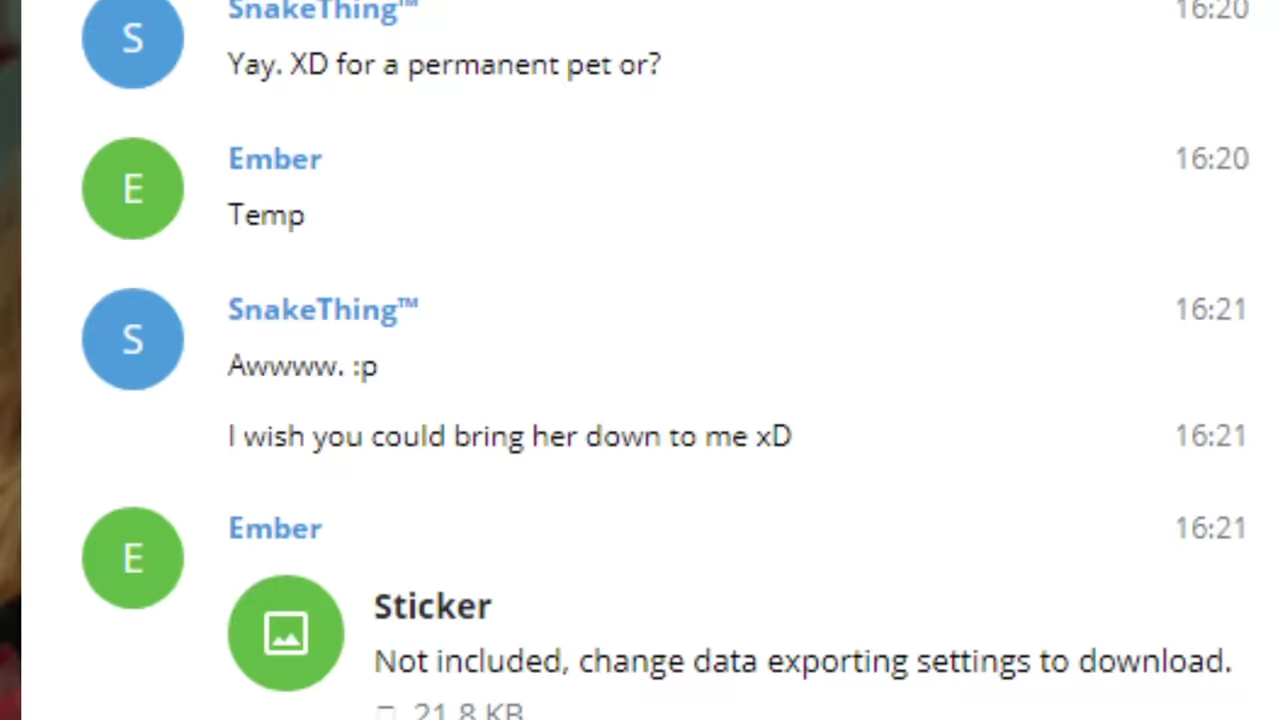 SnakeThing™ 16:20
S
Yay. XD for a permanent pet or?
Ember 16:20
E
Temp
SnakeThing™ 16:21
S
Awwww. :p
I wish you could bring her down to me xD 16:21
Ember 16:21
E
Sticker
Not included, change data exporting settings to download.
21.8 KB